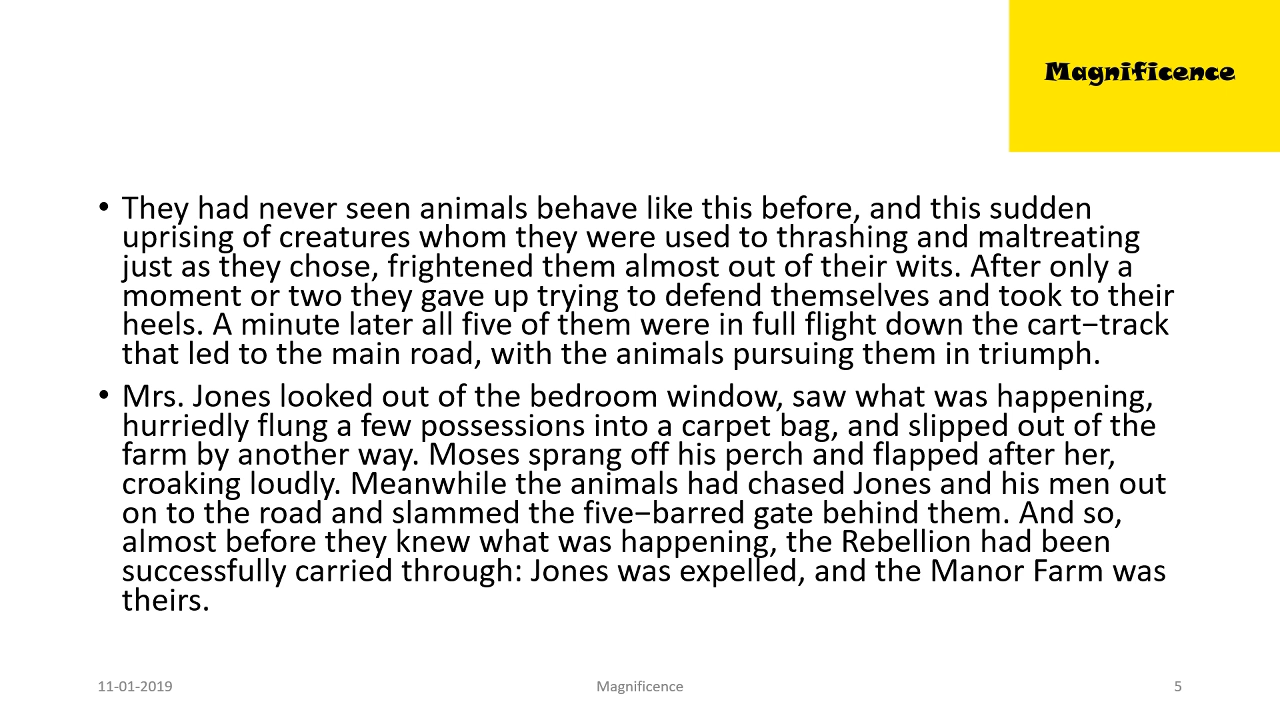 Magnificence
• They had never seen animals behave like this before, and this sudden
uprising of creatures whom they were used to thrashing and maltreating
just as they chose, frightened them almost out of their wits. After only a
moment or two they gave up trying to defend themselves and took to their
heels. A minute later all five of them were in full flight down the cart−track
that led to the main road, with the animals pursuing them in triumph.
• Mrs. Jones looked out of the bedroom window, saw what was happening,
hurriedly flung a few possessions into a carpet bag, and slipped out of the
farm by another way. Moses sprang off his perch and flapped after her,
croaking loudly. Meanwhile the animals had chased Jones and his men out
on to the road and slammed the five−barred gate behind them. And so,
almost before they knew what was happening, the Rebellion had been
successfully carried through: Jones was expelled, and the Manor Farm was
theirs.
11-01-2019 Magnificence 5